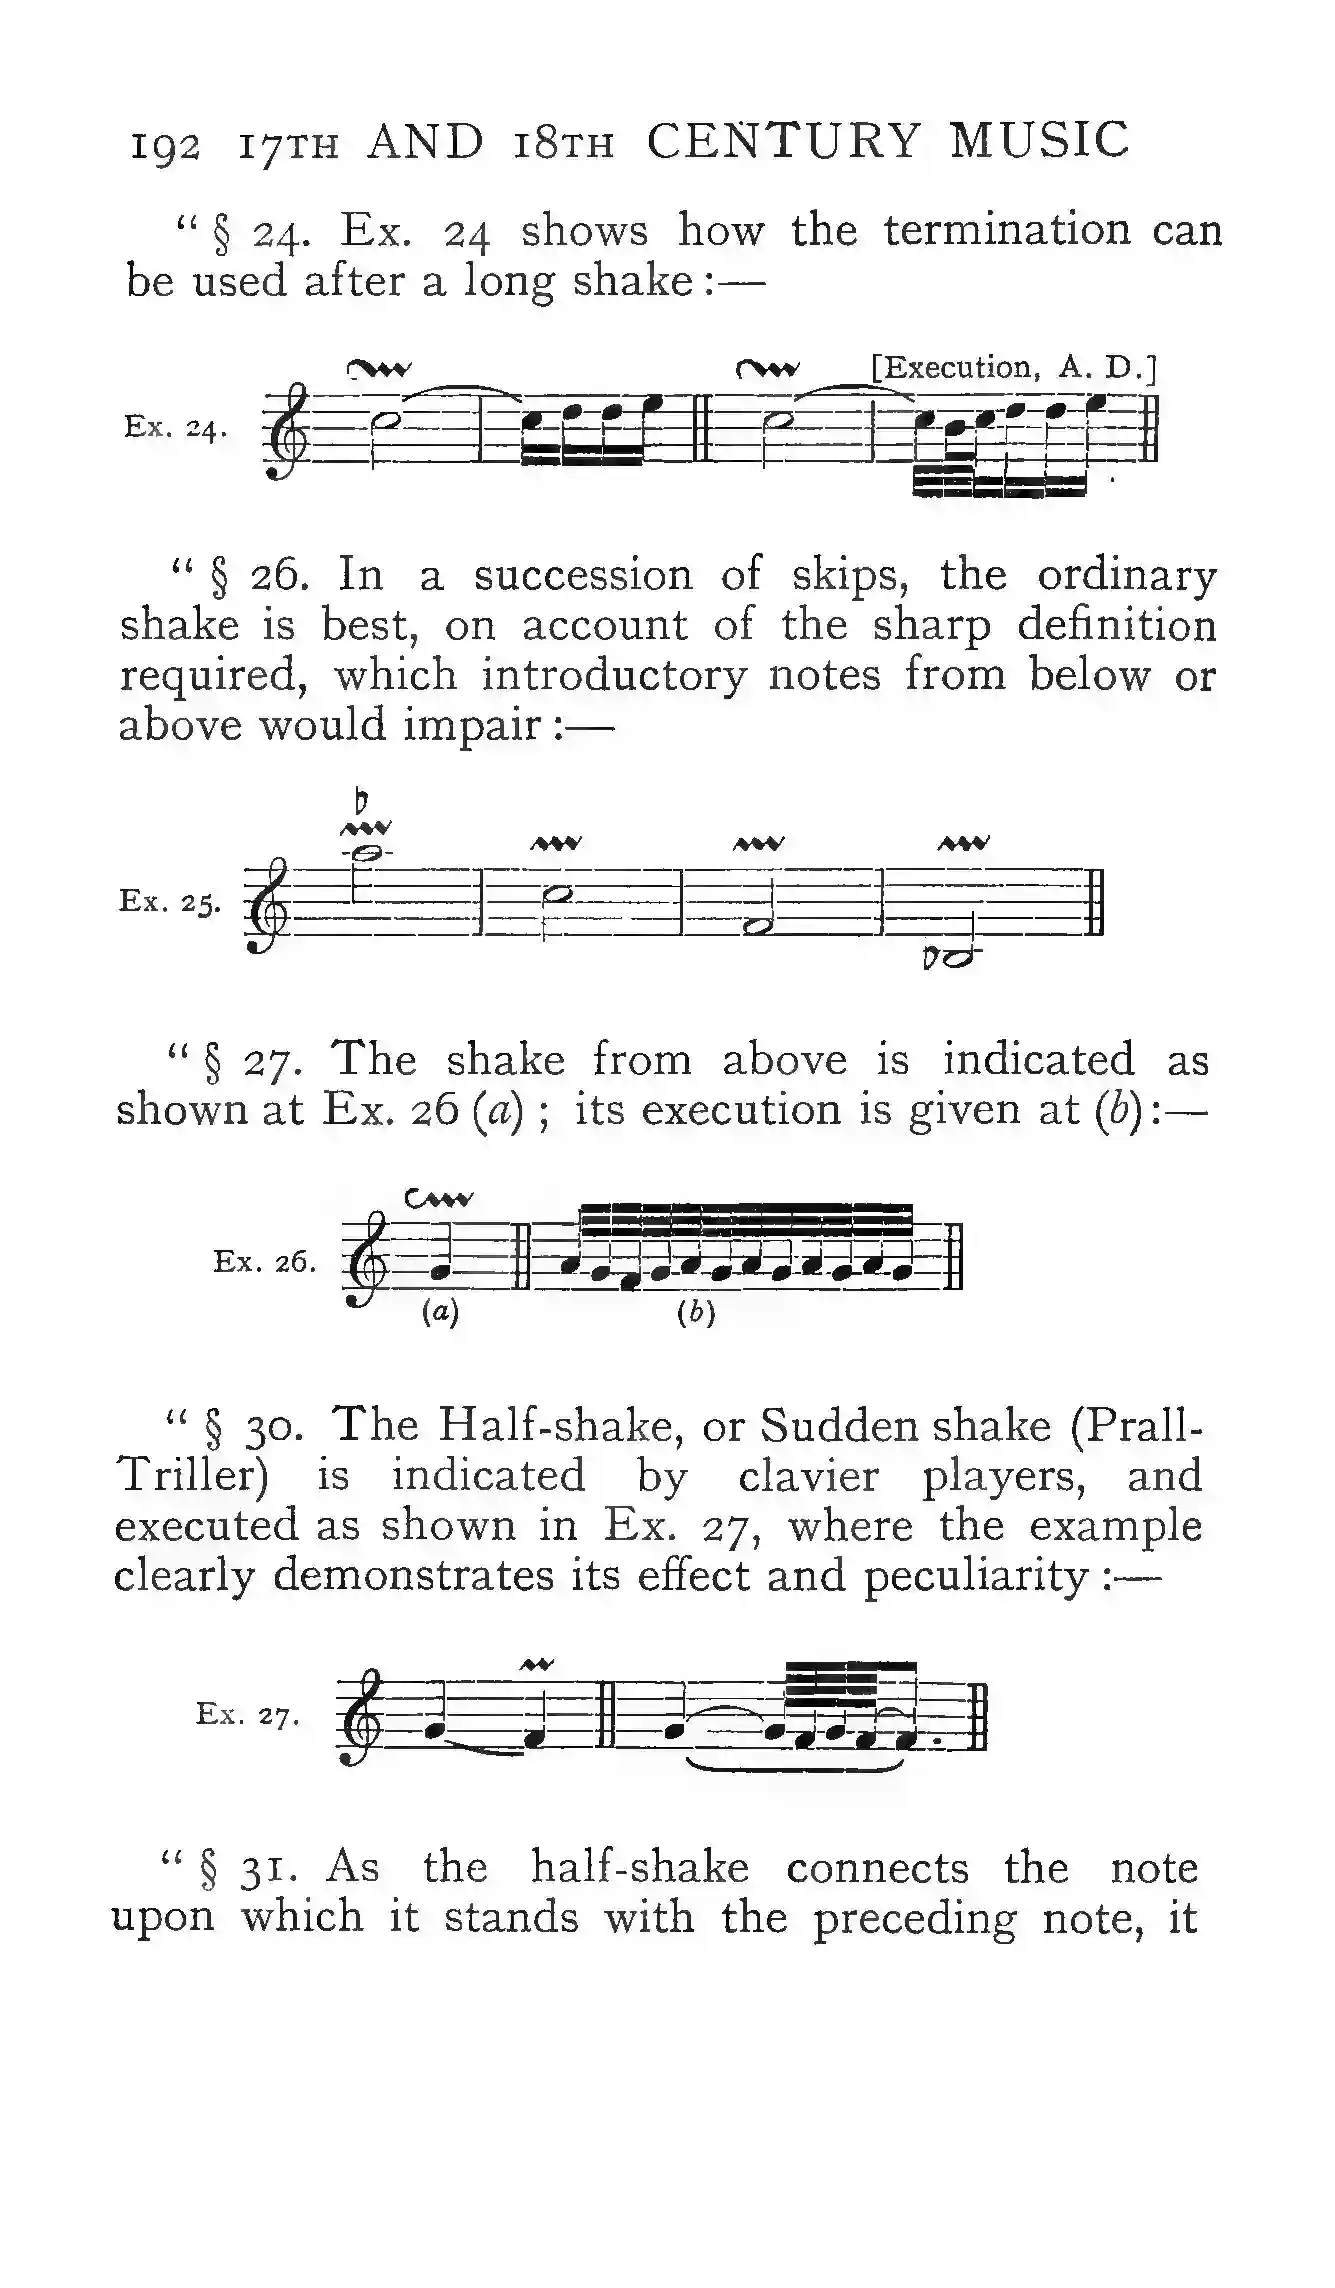 192 17TH AND 18TH CENTURY MUSIC
“ § 24. Ex. 24 shows how the termination can
be used after a long shake :—
[Execution, A. D.]
Ex. 24.
“ § 26. In a succession of skips, the ordinary
shake is best, on account of the sharp definition
required, which introductory notes from below or
above would impair :—
Ex. 25.
“ § 27. The shake from above is indicated as
shown at Ex. 26 (a) ; its execution is given at (b) :—
Ex. 26.
(a) (b)
“ § 30. The Half-shake, or Sudden shake (Prall-
Triller) is indicated by clavier players, and
executed as shown in Ex. 27, where the example
clearly demonstrates its effect and peculiarity :—
Ex. 27.
“ § 31. As the half-shake connects the note
upon which it stands with the preceding note, it